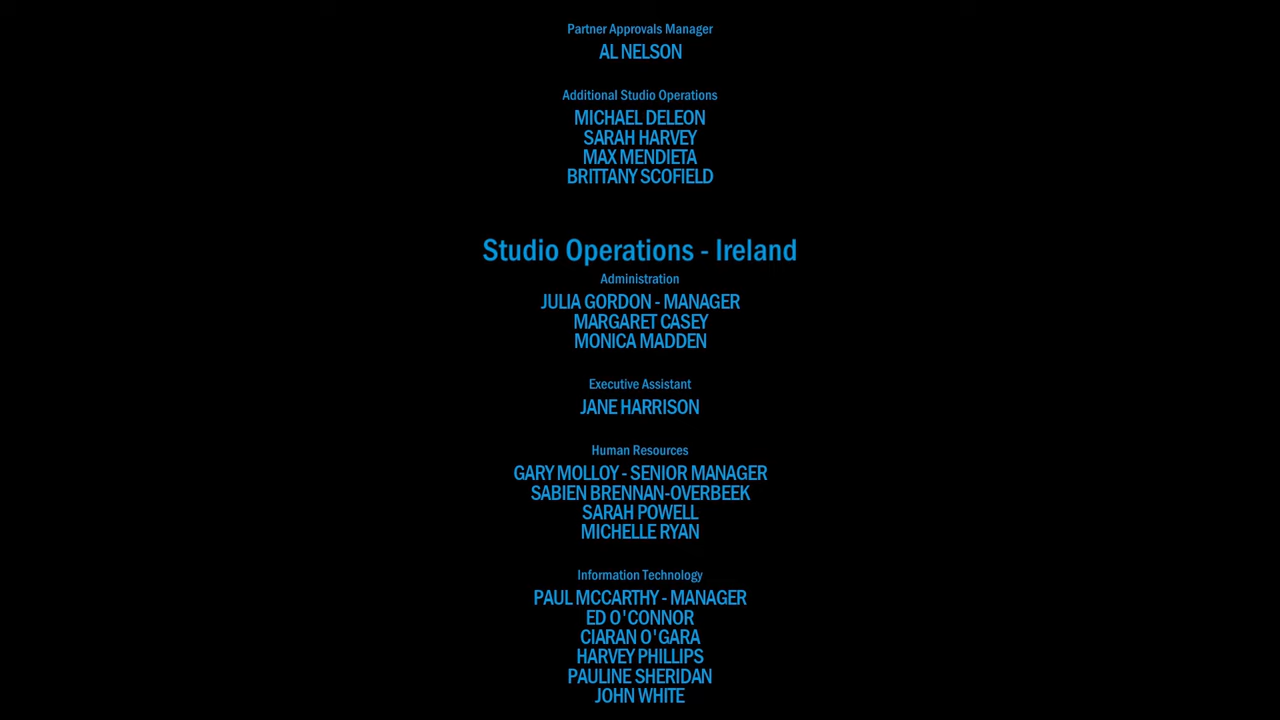 Partner Approvals Manager
AL NELSON
Additional Studio Operations
MICHAEL DELEON
SARAH HARVEY
MAX MENDIETA
BRITTANY SCOFIELD
Studio Operations - Ireland
Administration
JULIA GORDON - MANAGER
MARGARET CASEY
MONICA MADDEN
Executive Assistant
JANE HARRISON
Human Resources
GARY MOLLOY - SENIOR MANAGER
SABIEN BRENNAN-OVERBEEK
SARAH POWELL
MICHELLE RYAN
Information Technology
PAUL MCCARTHY - MANAGER
ED O'CONNOR
CIARAN O'GARA
HARVEY PHILLIPS
PAULINE SHERIDAN
JOHN WHITE